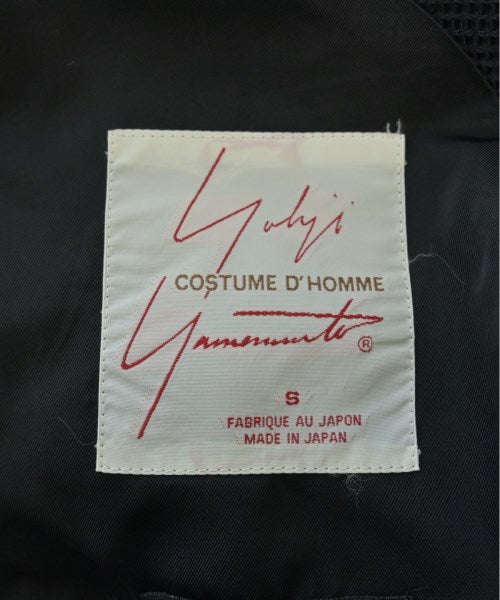 Yohji
COSTUME D'HOMME
Yamamoto ®
S
FABRIQUE AU JAPON
MADE IN JAPAN